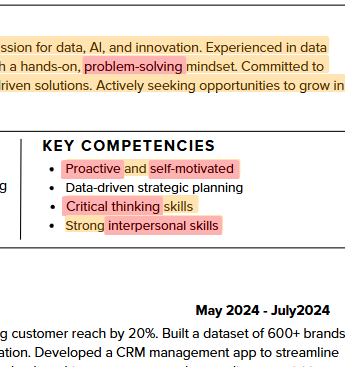 ssion for data, AI, and innovation. Experienced in data
a hands-on, problem-solving mindset. Committed to
driven solutions. Actively seeking opportunities to grow in
KEY COMPETENCIES
• Proactive and self-motivated
g • Data-driven strategic planning
• Critical thinking skills
• Strong interpersonal skills
May 2024 - July2024
g customer reach by 20%. Built a dataset of 600+ brands
ation. Developed a CRM management app to streamline